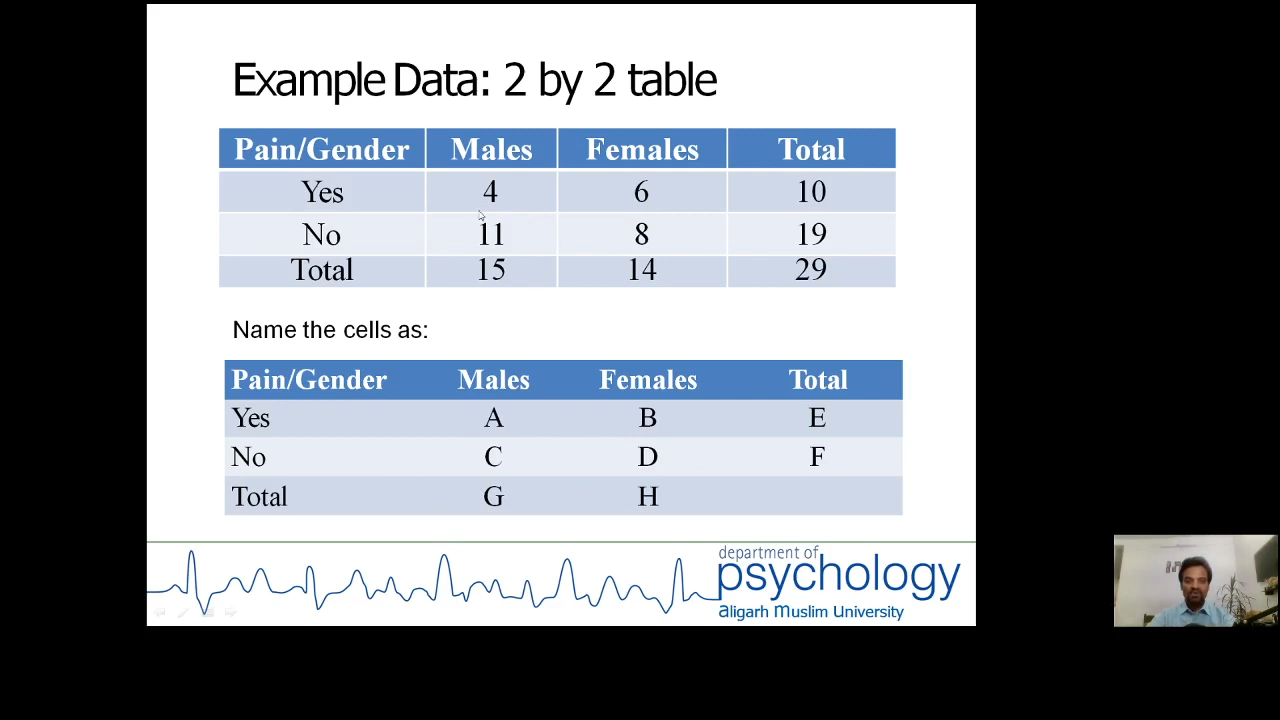 Example Data: 2 by 2 table
Pain/Gender Males Females Total
Yes 4 6 10
No 11 8 19
Total 15 14 29
Name the cells as:
Pain/Gender Males Females Total
Yes A B E
No C D F
Total G H
department of
psychology
Aligarh Muslim University